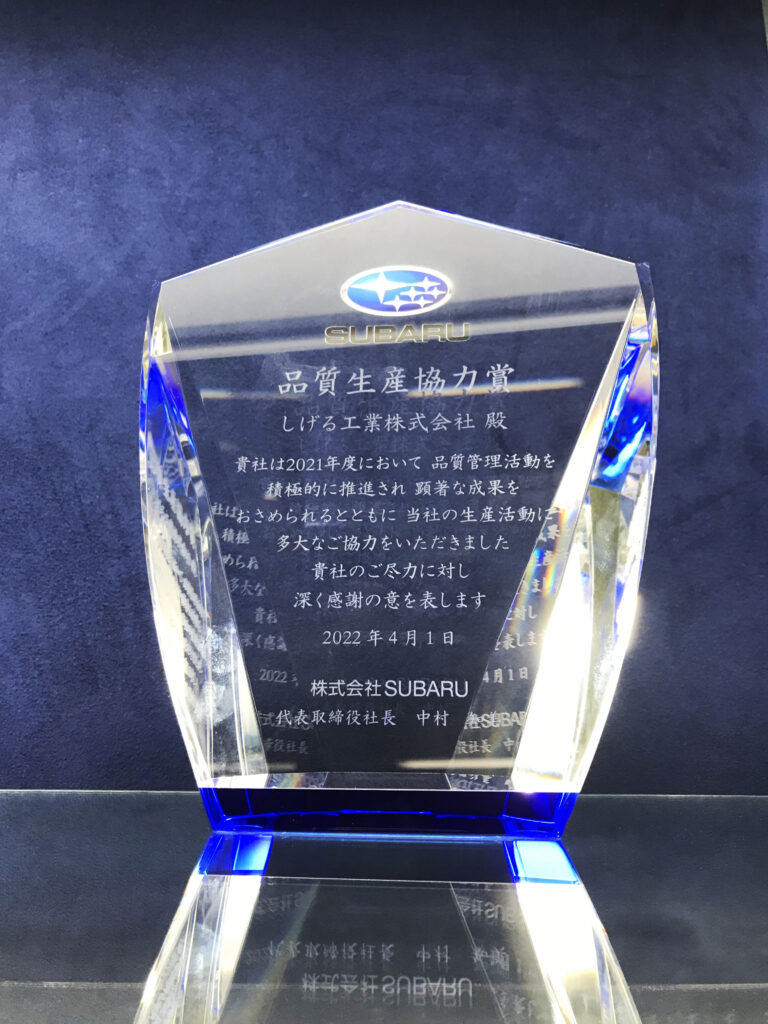 SUBARU
品質生産協力賞
しげる工業株式会社 殿
貴社は2021年度において 品質管理活動を
積極的に推進され 顕著な成果を
おさめられるとともに 当社の生産活動に
多大なご協力をいただきました
貴社のご尽力に対し
深く感謝の意を表します
2022年4月1日
株式会社SUBARU
代表取締役社長 中村